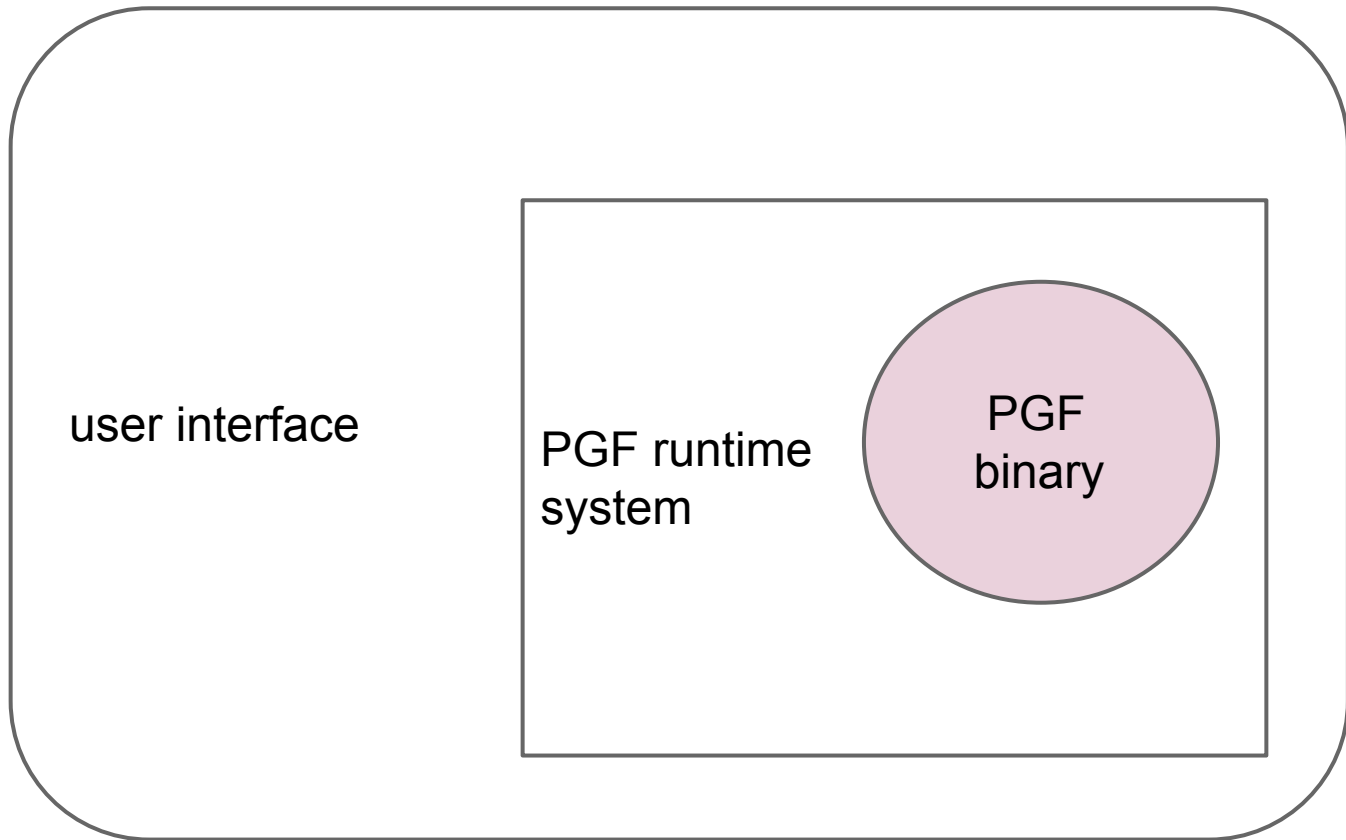 user interface
PGF runtime
system
PGF
binary